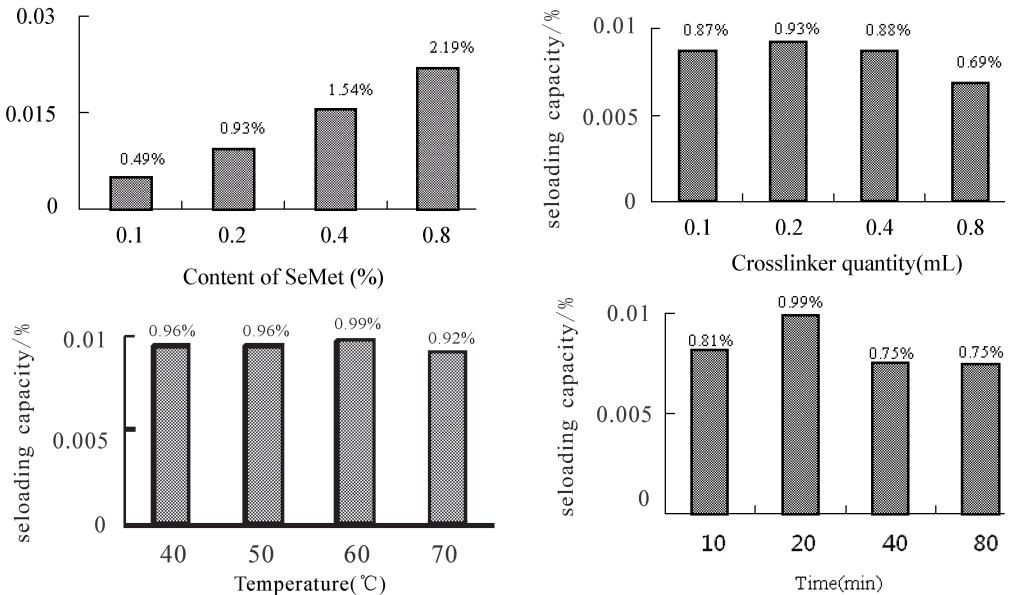 0.03
0.015
0
0.49%
0.93%
1.54%
2.19%
0.1 0.2 0.4 0.8
Content of SeMet (%)
seloading capacity/%
0.01
0.005
0
0.87%
0.93%
0.88%
0.69%
0.1 0.2 0.4 0.8
Crosslinker quantity(mL)
seloading capacity/%
0.01
0.005
0
0.96%
0.96%
0.99%
0.92%
40 50 60 70
Temperature(℃)
seloading capacity/%
0.01
0.005
0
0.81%
0.99%
0.75%
0.75%
10 20 40 80
Time(min)